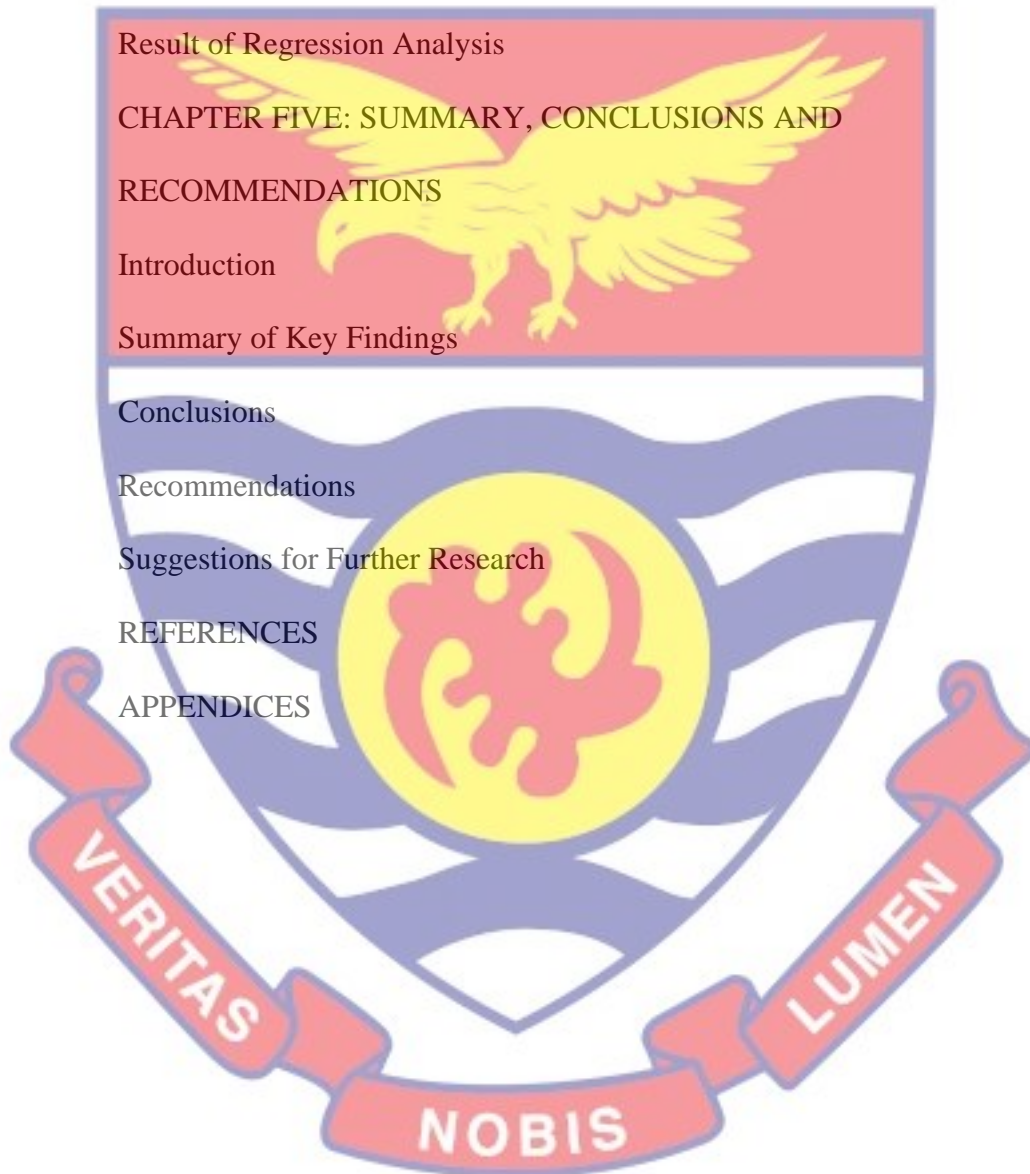 Result of Regression Analysis
CHAPTER FIVE: SUMMARY, CONCLUSIONS AND
RECOMMENDATIONS
Introduction
Summary of Key Findings
Conclusions
Recommendations
Suggestions for Further Research
REFERENCES
APPENDICES
VERITAS
NOBIS
LUMEN